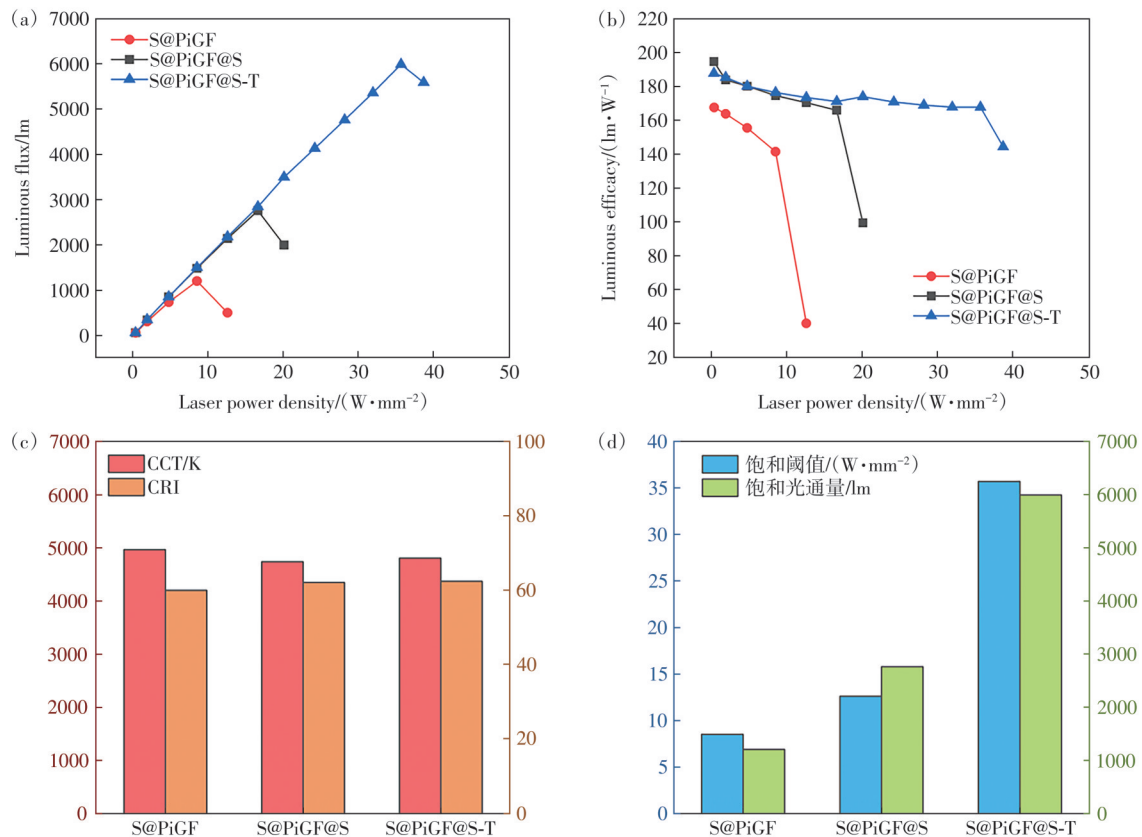 (a)
7000
6000
5000
4000
3000
2000
1000
0
Luminous flux/lm
S@PiGF
S@PiGF@S
S@PiGF@S-T
0 10 20 30 40 50
Laser power density/(W·mm⁻²)
(b)
220
200
180
160
140
120
100
80
60
40
20
Luminous efficacy/(lm·W⁻¹)
S@PiGF
S@PiGF@S
S@PiGF@S-T
0 10 20 30 40 50
Laser power density/(W·mm⁻²)
(c)
7000
6000
5000
4000
3000
2000
1000
0
CCT/K
CRI
100
80
60
40
20
0
S@PiGF S@PiGF@S S@PiGF@S-T
(d)
40
35
30
25
20
15
10
5
0
饱和阈值/(W·mm⁻²)
饱和光通量/lm
7000
6000
5000
4000
3000
2000
1000
0
S@PiGF S@PiGF@S S@PiGF@S-T